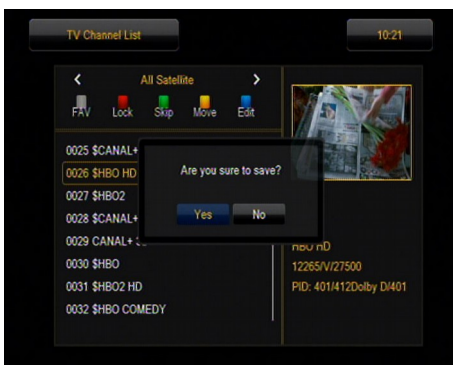 TV Channel List
10:21
All Satellite
FAV Lock Skip Move Edit
0025 $CANAL+
0026 $HBO HD
0027 $HBO2
0028 $CANAL+
0029 CANAL+
0030 $HBO
0031 $HBO2 HD
0032 $HBO COMEDY
Are you sure to save?
Yes No
HBO HD
12265/V/27500
PID: 401/412Dolby D/401